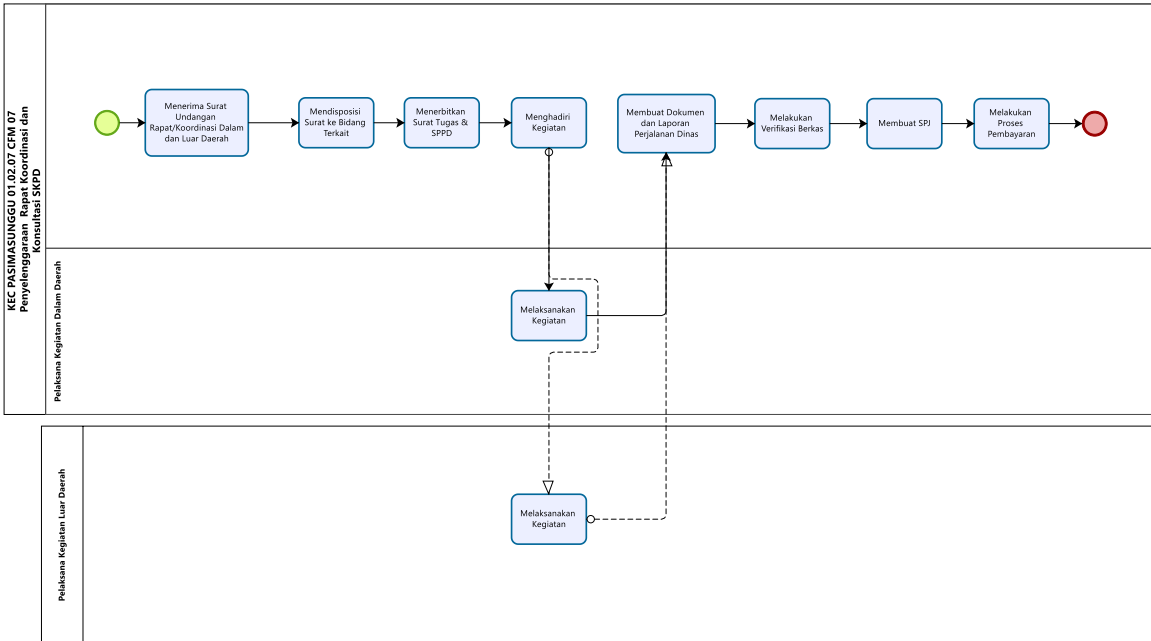 KEC PASIMASUNGGU 01.02.07 CFM 07
Penyelenggaraan  Rapat Koordinasi dan
Konsultasi SKPD
Menerima Surat
Undangan
Rapat/Koordinasi Dalam
dan Luar Daerah
Mendisposisi
Surat ke Bidang
Terkait
Menerbitkan
Surat Tugas &
SPPD
Menghadiri
Kegiatan
Membuat Dokumen
dan Laporan
Perjalanan Dinas
Melakukan
Verifikasi Berkas
Membuat SPJ
Melakukan
Proses
Pembayaran
Pelaksana Kegiatan Dalam Daerah
Melaksanakan
Kegiatan
Pelaksana Kegiatan Luar Daerah
Melaksanakan
Kegiatan